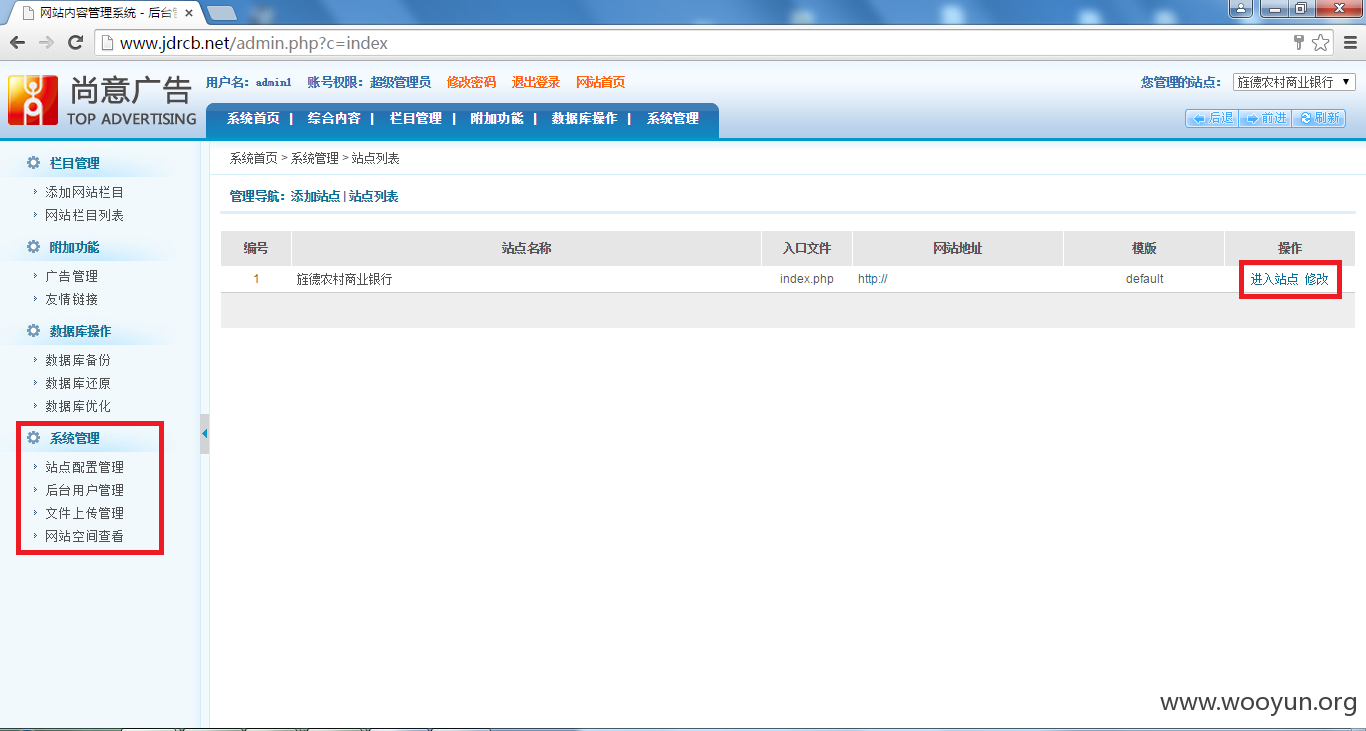 网站内容管理系统 - 后台
www.jdrcb.net/admin.php?c=index
尚意广告
TOP ADVERTISING
用户名: admin1 账号权限: 超级管理员 修改密码 退出登录 网站首页
您管理的站点: 旌德农村商业银行
系统首页 | 综合内容 | 栏目管理 | 附加功能 | 数据库操作 | 系统管理
后退 前进 刷新
栏目管理
添加网站栏目
网站栏目列表
附加功能
广告管理
友情链接
数据库操作
数据库备份
数据库还原
数据库优化
系统管理
站点配置管理
后台用户管理
文件上传管理
网站空间查看
系统首页 > 系统管理 > 站点列表
管理导航: 添加站点 | 站点列表
编号 站点名称 入口文件 网站地址 模版 操作
1 旌德农村商业银行 index.php http:// default 进入站点 修改
www.wooyun.org